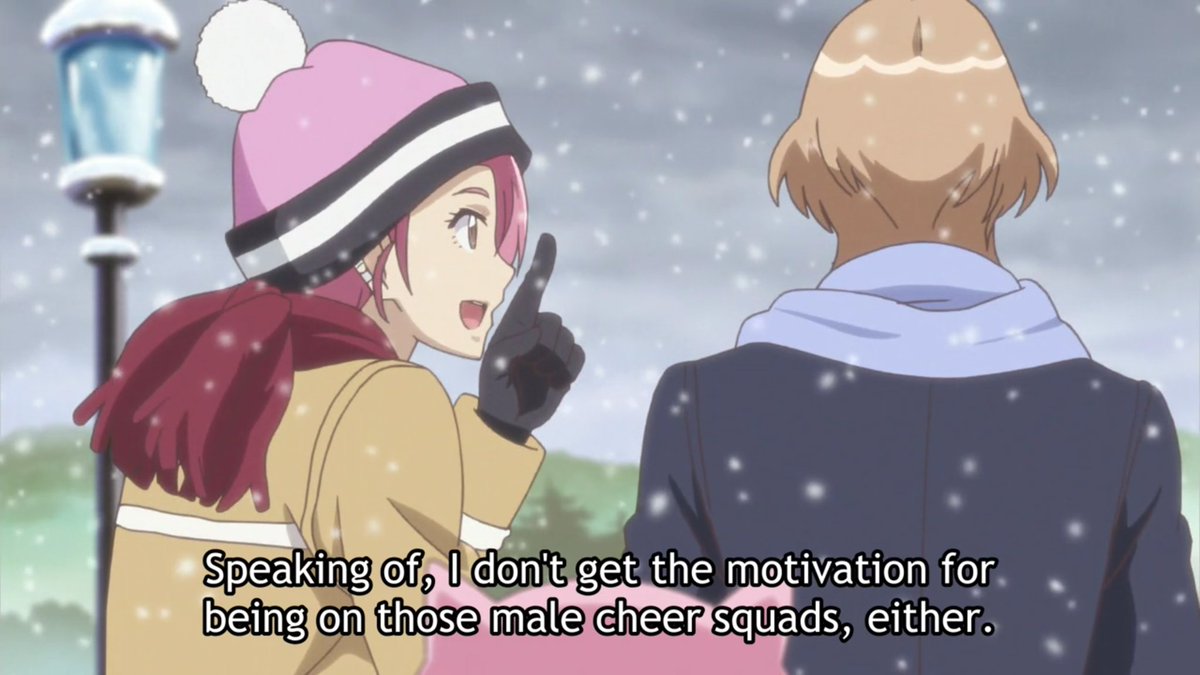 Speaking of, I don't get the motivation for
being on those male cheer squads, either.